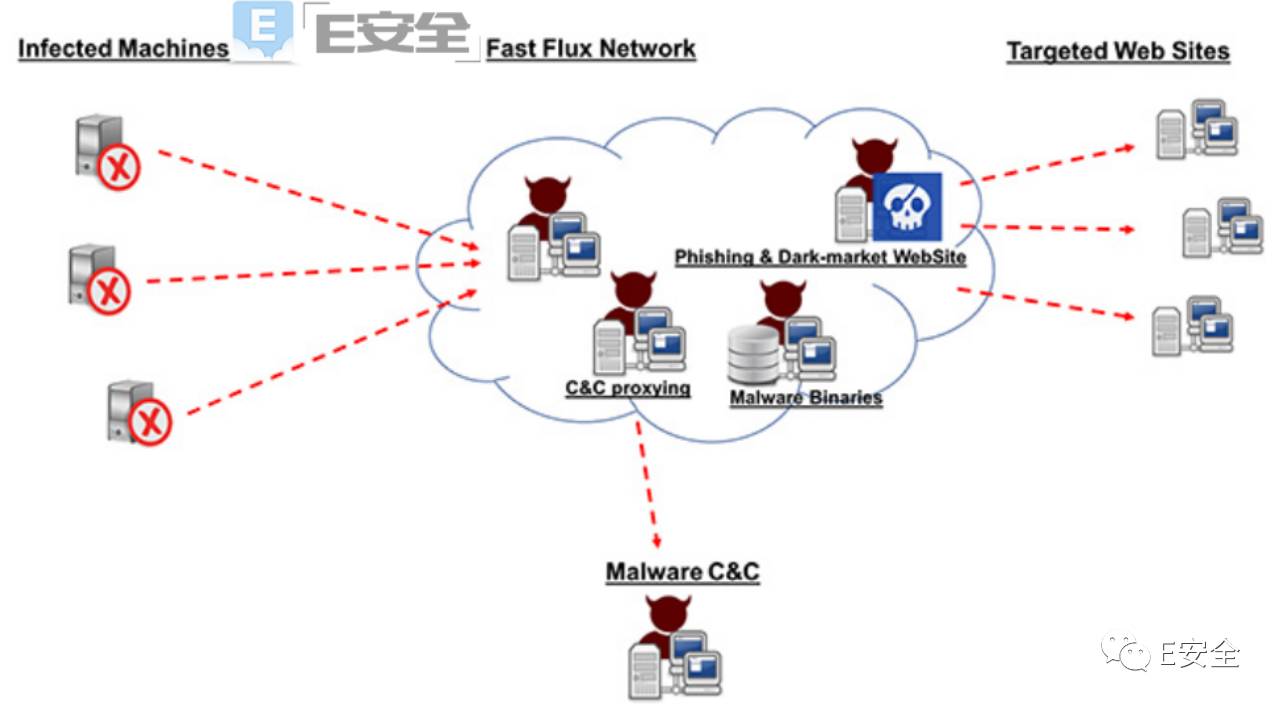 Infected Machines
E
E安全
Fast Flux Network
Targeted Web Sites
Phishing & Dark-market WebSite
C&C proxying
Malware Binaries
Malware C&C
E安全